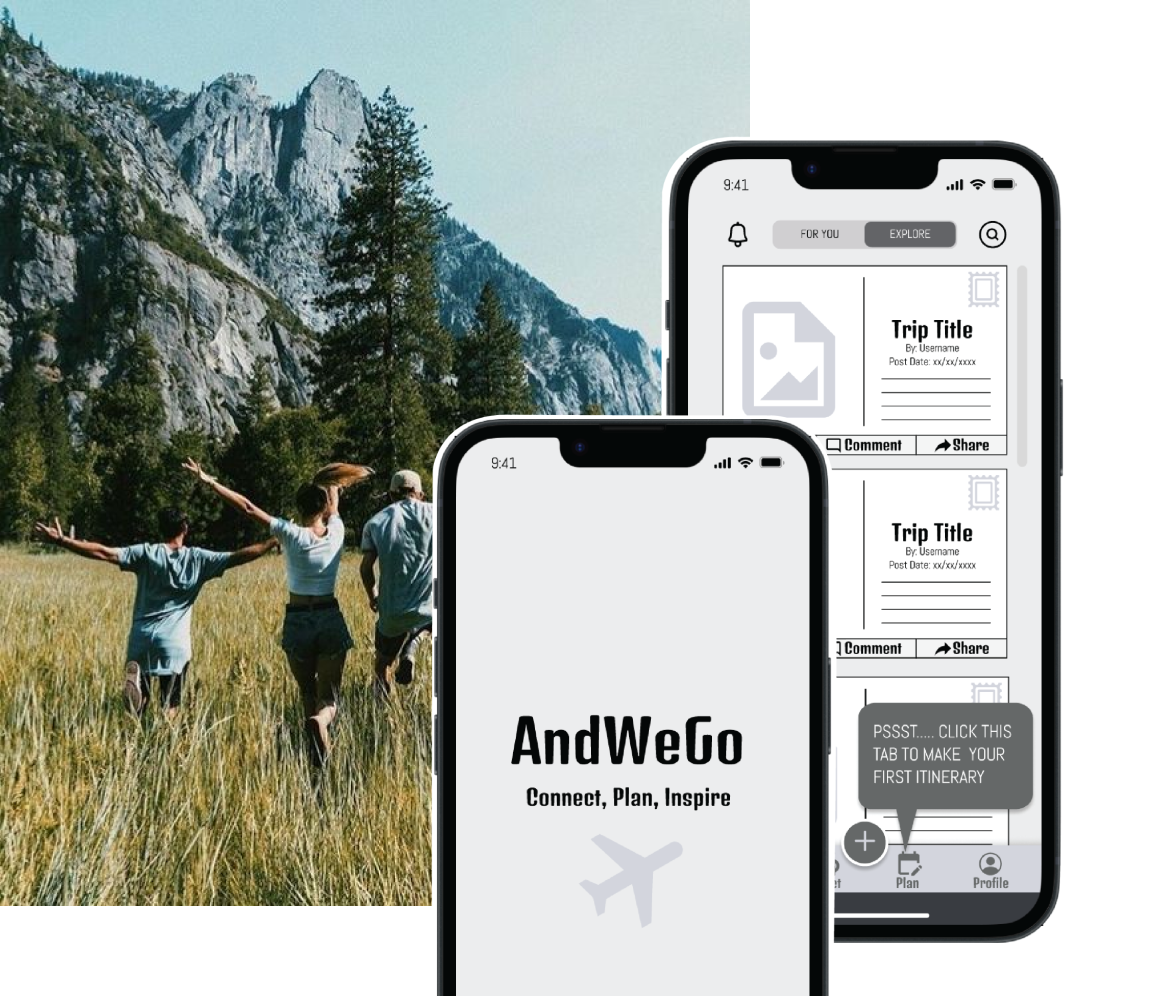 9:41
FOR YOU
EXPLORE
Trip Title
By: Username
Post Date: xx/xx/xxxx
Comment
Share
Trip Title
By: Username
Post Date: xx/xx/xxxx
Comment
Share
PSSST..... CLICK THIS
TAB TO MAKE YOUR
FIRST ITINERARY
Plan
Profile
9:41
AndWeGo
Connect, Plan, Inspire